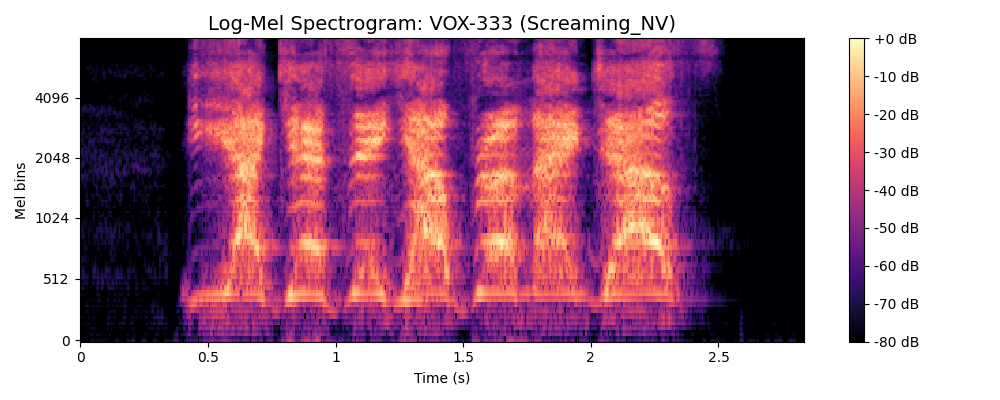 Log-Mel Spectrogram: VOX-333 (Screaming_NV)
Mel bins
4096
2048
1024
512
0
0
0.5
1
1.5
2
2.5
Time (s)
+0 dB
-10 dB
-20 dB
-30 dB
-40 dB
-50 dB
-60 dB
-70 dB
-80 dB